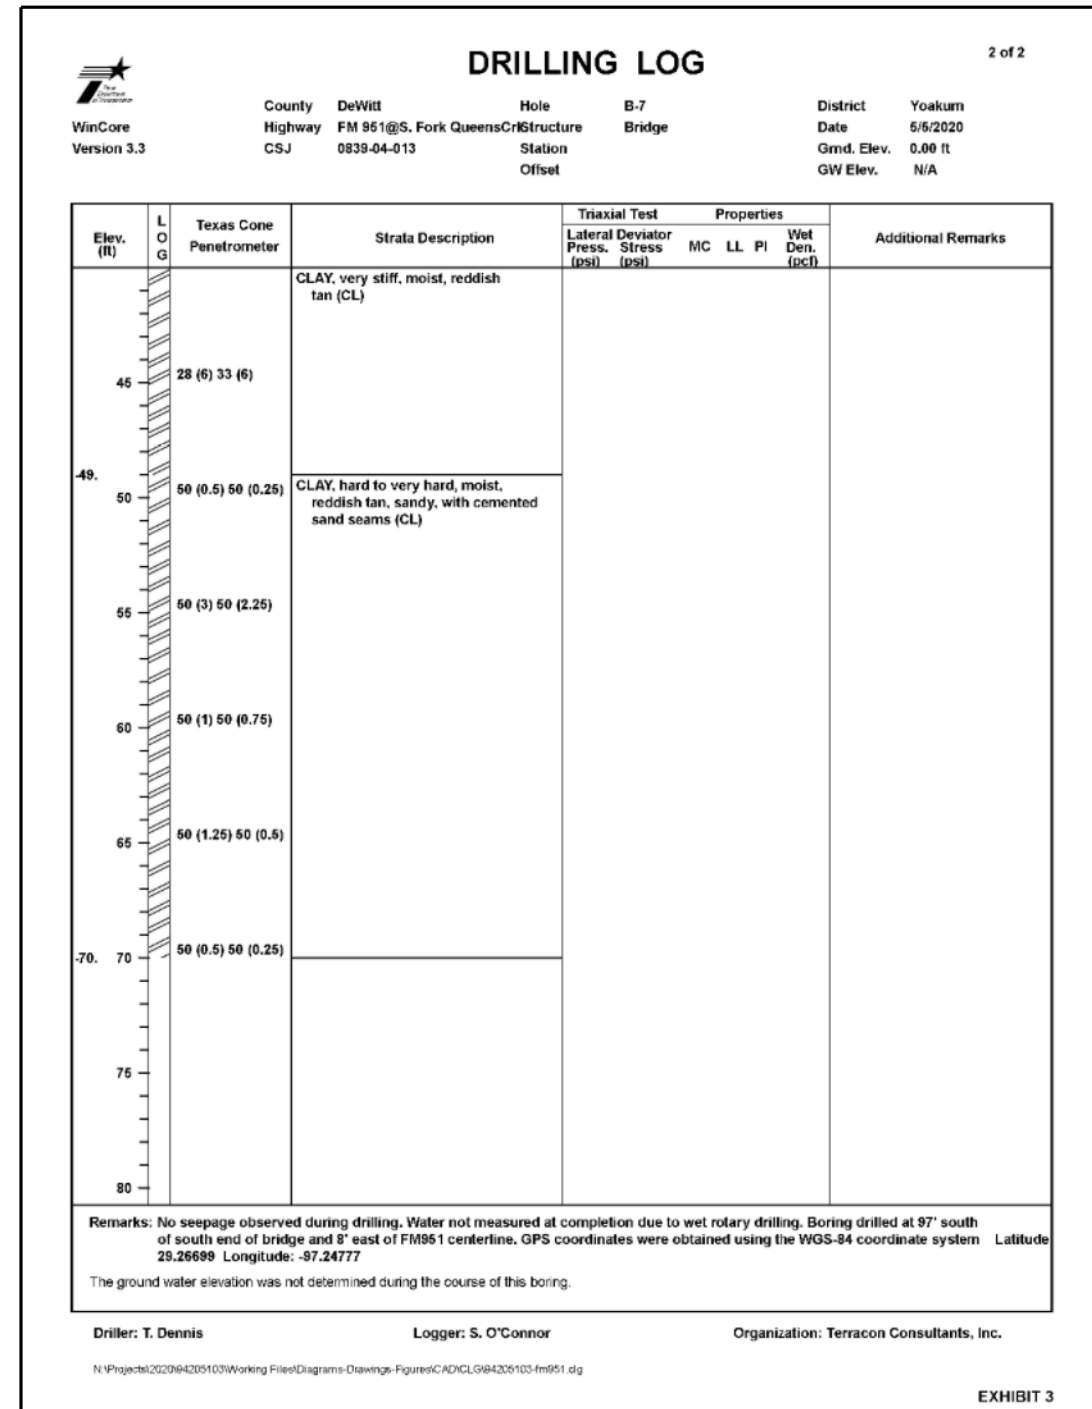 DRILLING LOG
2 of 2
County DeWitt Hole B-7 District Yoakum
WinCore Highway FM 951@S. Fork QueensCrkStructure Bridge Date 5/5/2020
Version 3.3 CSJ 0839-04-013 Station Grnd. Elev. 0.00 ft
Offset GW Elev. N/A
Elev. (ft) LOG Texas Cone Penetrometer Strata Description Triaxial Test Properties Additional Remarks
Lateral Press. (psi) Deviator Stress (psi) MC LL PI Wet Den. (pcf)
CLAY, very stiff, moist, reddish
tan (CL)
45 28 (6) 33 (6)
-49.
50 50 (0.5) 50 (0.25) CLAY, hard to very hard, moist,
reddish tan, sandy, with cemented
sand seams (CL)
55 50 (3) 50 (2.25)
60 50 (1) 50 (0.75)
65 50 (1.25) 50 (0.5)
-70. 70 50 (0.5) 50 (0.25)
75
80
Remarks: No seepage observed during drilling. Water not measured at completion due to wet rotary drilling. Boring drilled at 97' south
of south end of bridge and 8' east of FM951 centerline. GPS coordinates were obtained using the WGS-84 coordinate system Latitude
29.26699 Longitude: -97.24777
The ground water elevation was not determined during the course of this boring.
Driller: T. Dennis Logger: S. O'Connor Organization: Terracon Consultants, Inc.
N:\Projects\2020\94205103\Working Files\Diagrams-Drawings-Figures\CAD\CLG\94205103-fm951.clg
EXHIBIT 3